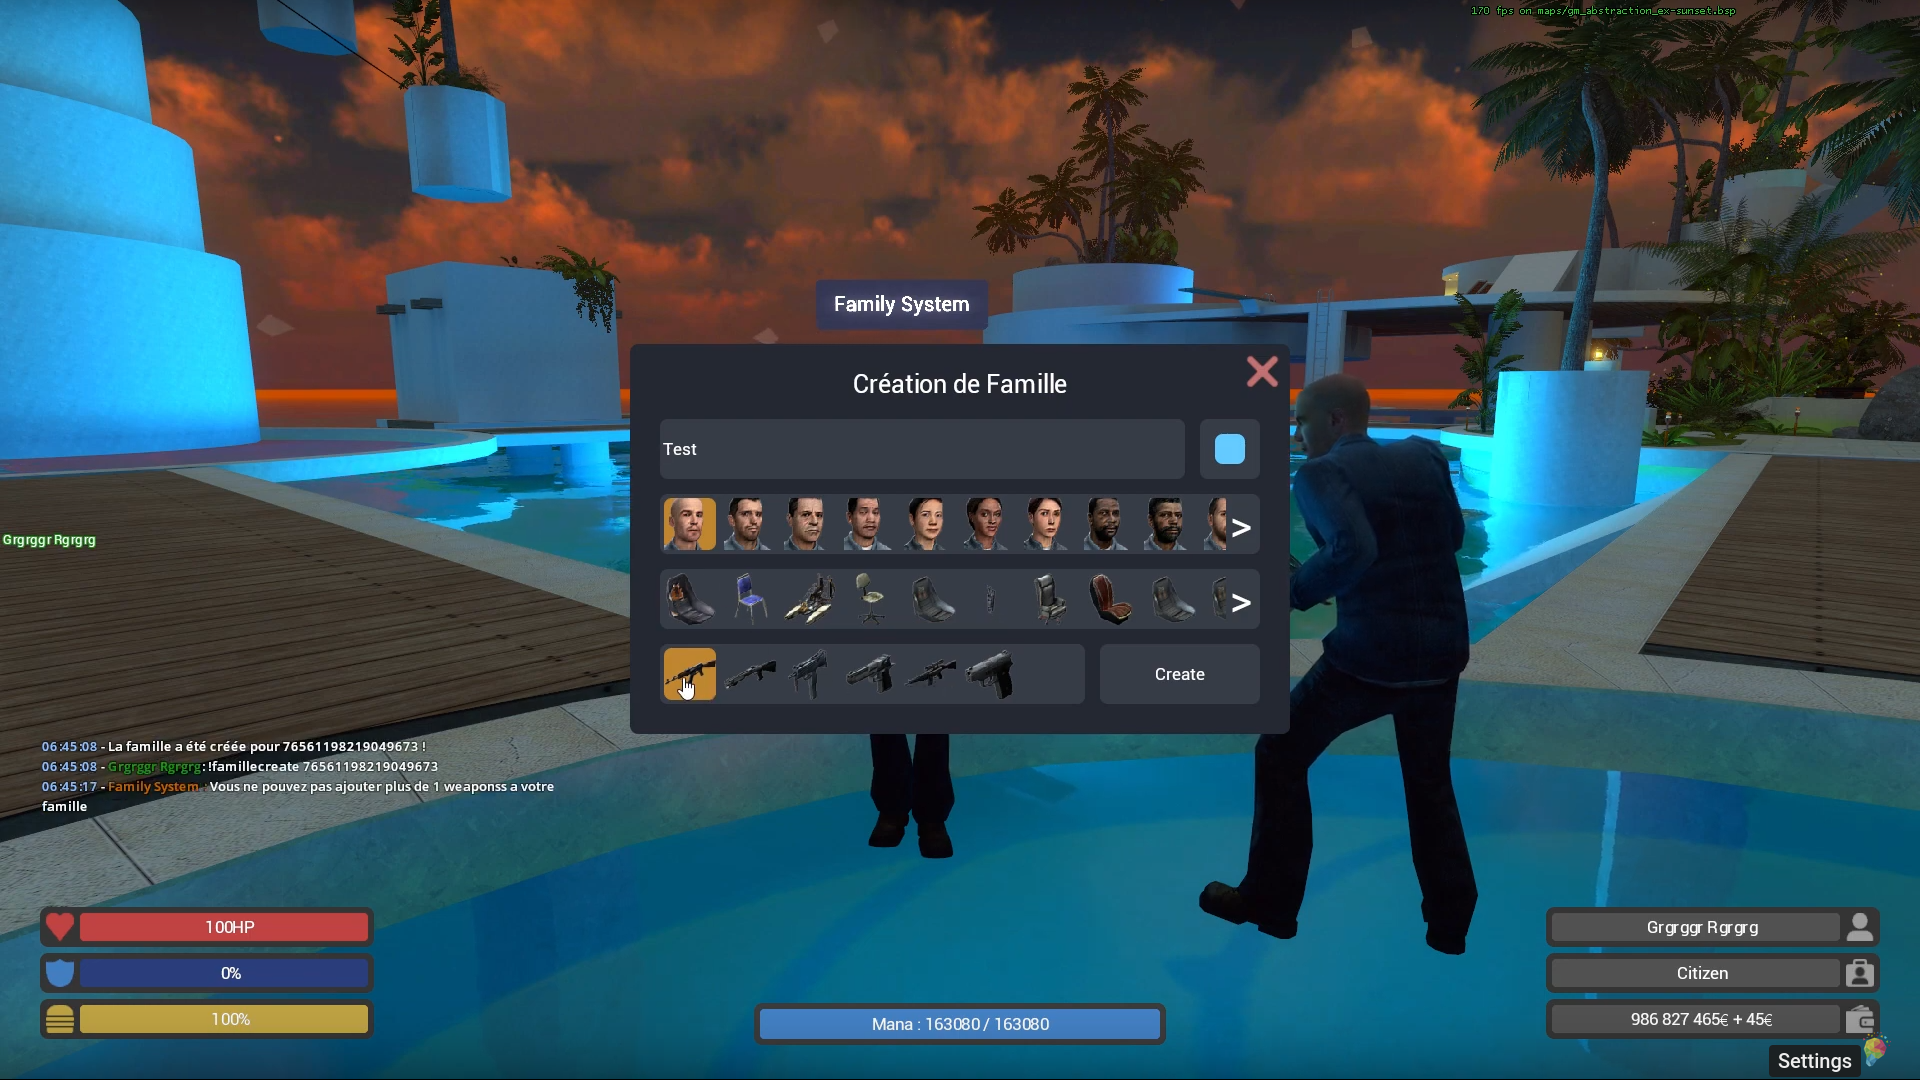 170 fps on maps/gm_abstraction_ex-sunset.bsp
Family System
Création de Famille
Test
>
>
Create
Grgrggr Rgrgrg
06:45:08 - La famille a été créée pour 76561198219049673 !
06:45:08 - Grgrggr Rgrgrg: !famillecreate 76561198219049673
06:45:17 - Family System : Vous ne pouvez pas ajouter plus de 1 weaponss a votre
famille
100HP
0%
100%
Mana : 163080 / 163080
Grgrggr Rgrgrg
Citizen
986 827 465€ + 45€
Settings